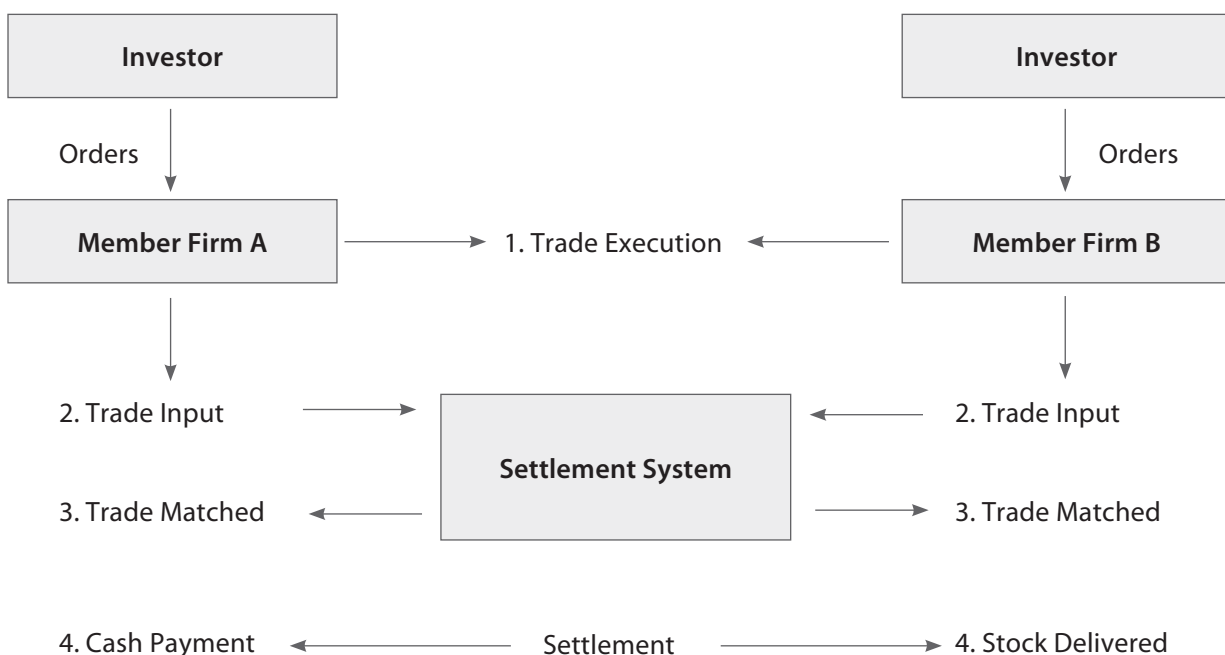 Investor
Investor
Orders
Orders
Member Firm A
1. Trade Execution
Member Firm B
2. Trade Input
2. Trade Input
Settlement System
3. Trade Matched
3. Trade Matched
4. Cash Payment
Settlement
4. Stock Delivered